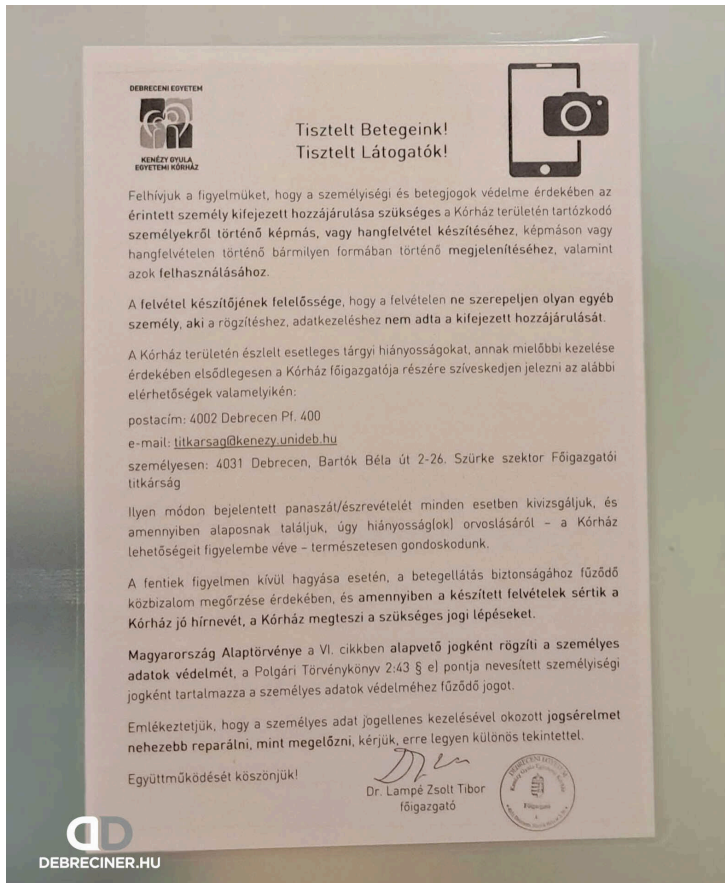 DEBRECENI EGYETEM
KENÉZY GYULA
EGYETEMI KÓRHÁZ
Tisztelt Betegeink!
Tisztelt Látogatók!
Felhívjuk a figyelmüket, hogy a személyiségi és betegjogok védelme érdekében az
érintett személy kifejezett hozzájárulása szükséges a Kórház területén tartózkodó
személyekről történő képmás, vagy hangfelvétel készítéséhez, képmáson vagy
hangfelvételen történő bármilyen formában történő megjelenítéséhez, valamint
azok felhasználásához.
A felvétel készítőjének felelőssége, hogy a felvételen ne szerepeljen olyan egyéb
személy, aki a rögzítéshez, adatkezeléshez nem adta a kifejezett hozzájárulását.
A Kórház területén észlelt esetleges tárgyi hiányosságokat, annak mielőbbi kezelése
érdekében elsődlegesen a Kórház főigazgatója részére szíveskedjen jelezni az alábbi
elérhetőségek valamelyikén:
postacím: 4002 Debrecen Pf. 400
e-mail: titkarsag@kenezy.unideb.hu
személyesen: 4031 Debrecen, Bartók Béla út 2-26. Szürke szektor Főigazgatói
titkárság
Ilyen módon bejelentett panaszát/észrevételét minden esetben kivizsgáljuk, és
amennyiben alaposnak találjuk, úgy hiányosság(ok) orvoslásáról – a Kórház
lehetőségeit figyelembe véve – természetesen gondoskodunk.
A fentiek figyelmen kívül hagyása esetén, a betegellátás biztonságához fűződő
közbizalom megőrzése érdekében, és amennyiben a készített felvételek sértik a
Kórház jó hírnevét, a Kórház megteszi a szükséges jogi lépéseket.
Magyarország Alaptörvénye a VI. cikkben alapvető jogként rögzíti a személyes
adatok védelmét, a Polgári Törvénykönyv 2:43 § e) pontja nevesített személyiségi
jogként tartalmazza a személyes adatok védelméhez fűződő jogot.
Emlékeztetjük, hogy a személyes adat jogellenes kezelésével okozott jogsérelmet
nehezebb reparálni, mint megelőzni, kérjük, erre legyen különös tekintettel.
Együttműködését köszönjük!
Dr. Lampé Zsolt Tibor
főigazgató
DEBRECENI EGYETEM
Főigazgató
DEBRECINER.HU